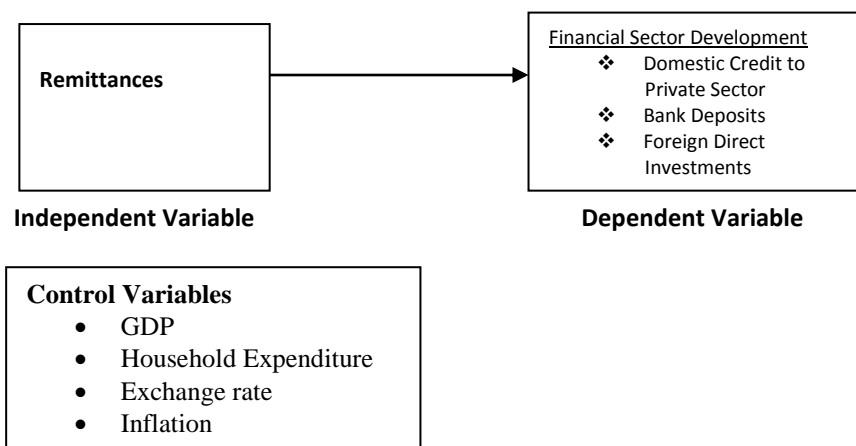 Remittances
Financial Sector Development
❖ Domestic Credit to
Private Sector
❖ Bank Deposits
❖ Foreign Direct
Investments
Independent Variable
Dependent Variable
Control Variables
• GDP
• Household Expenditure
• Exchange rate
• Inflation